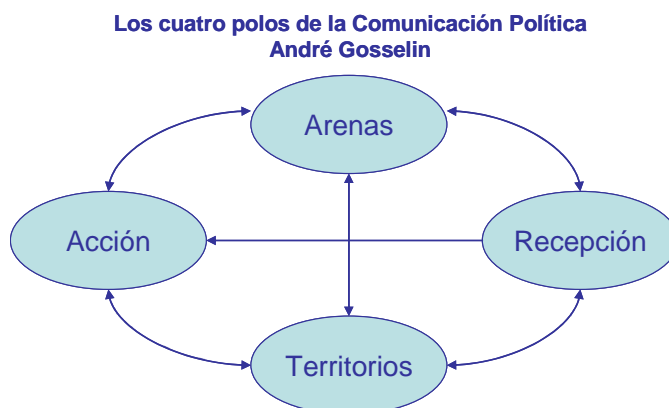 Los cuatro polos de la Comunicación Política
André Gosselin
Arenas
Acción
Recepción
Territorios